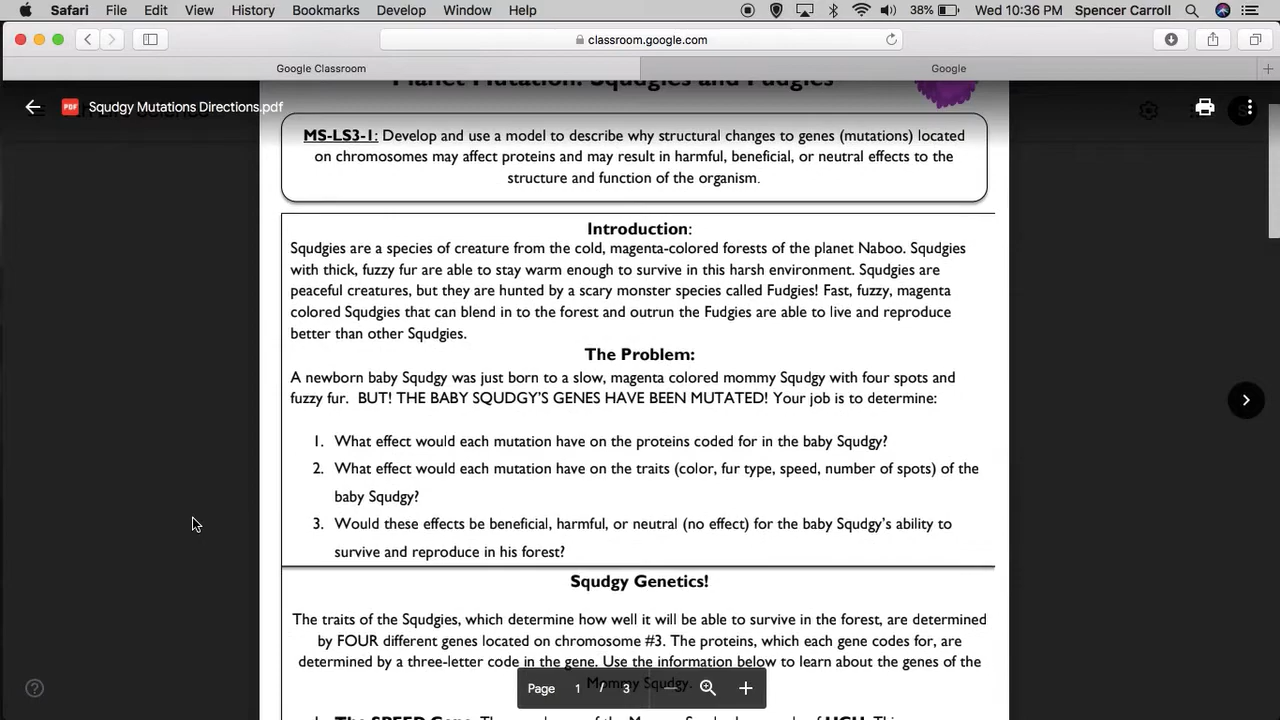 Safari File Edit View History Bookmarks Develop Window Help 38% Wed 10:36 PM Spencer Carroll
classroom.google.com
Google Classroom Google
Planet Mutation: Squdgies and Fudgies
PDF Squdgy Mutations Directions.pdf
MS-LS3-1: Develop and use a model to describe why structural changes to genes (mutations) located
on chromosomes may affect proteins and may result in harmful, beneficial, or neutral effects to the
structure and function of the organism.
Introduction:
Squdgies are a species of creature from the cold, magenta-colored forests of the planet Naboo. Squdgies
with thick, fuzzy fur are able to stay warm enough to survive in this harsh environment. Squdgies are
peaceful creatures, but they are hunted by a scary monster species called Fudgies! Fast, fuzzy, magenta
colored Squdgies that can blend in to the forest and outrun the Fudgies are able to live and reproduce
better than other Squdgies.
The Problem:
A newborn baby Squdgy was just born to a slow, magenta colored mommy Squdgy with four spots and
fuzzy fur. BUT! THE BABY SQUDGY'S GENES HAVE BEEN MUTATED! Your job is to determine:
1. What effect would each mutation have on the proteins coded for in the baby Squdgy?
2. What effect would each mutation have on the traits (color, fur type, speed, number of spots) of the
baby Squdgy?
3. Would these effects be beneficial, harmful, or neutral (no effect) for the baby Squdgy's ability to
survive and reproduce in his forest?
Squdgy Genetics!
The traits of the Squdgies, which determine how well it will be able to survive in the forest, are determined
by FOUR different genes located on chromosome #3. The proteins, which each gene codes for, are
determined by a three-letter code in the gene. Use the information below to learn about the genes of the
Mommy Squdgy.
Page 1 / 3